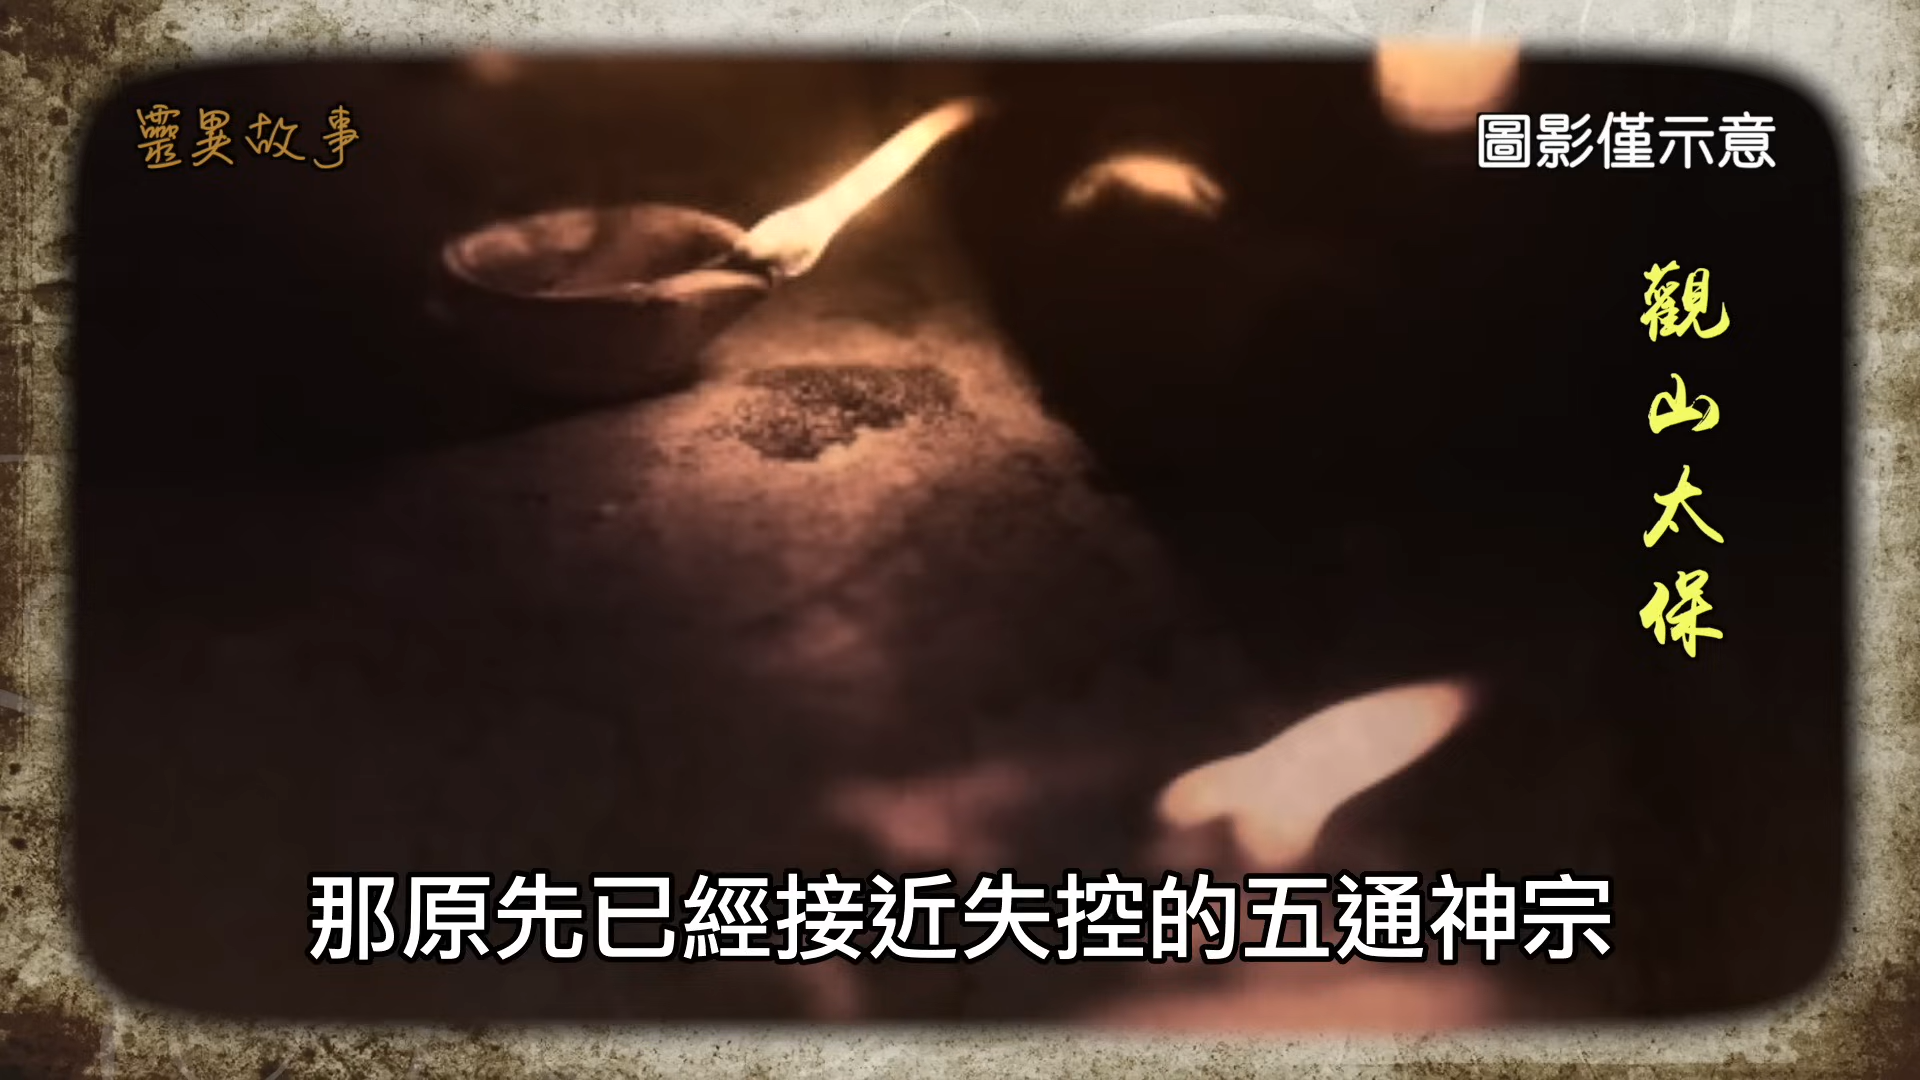 靈異故事
圖影僅示意
觀山太保
那原先已經接近失控的五通神宗